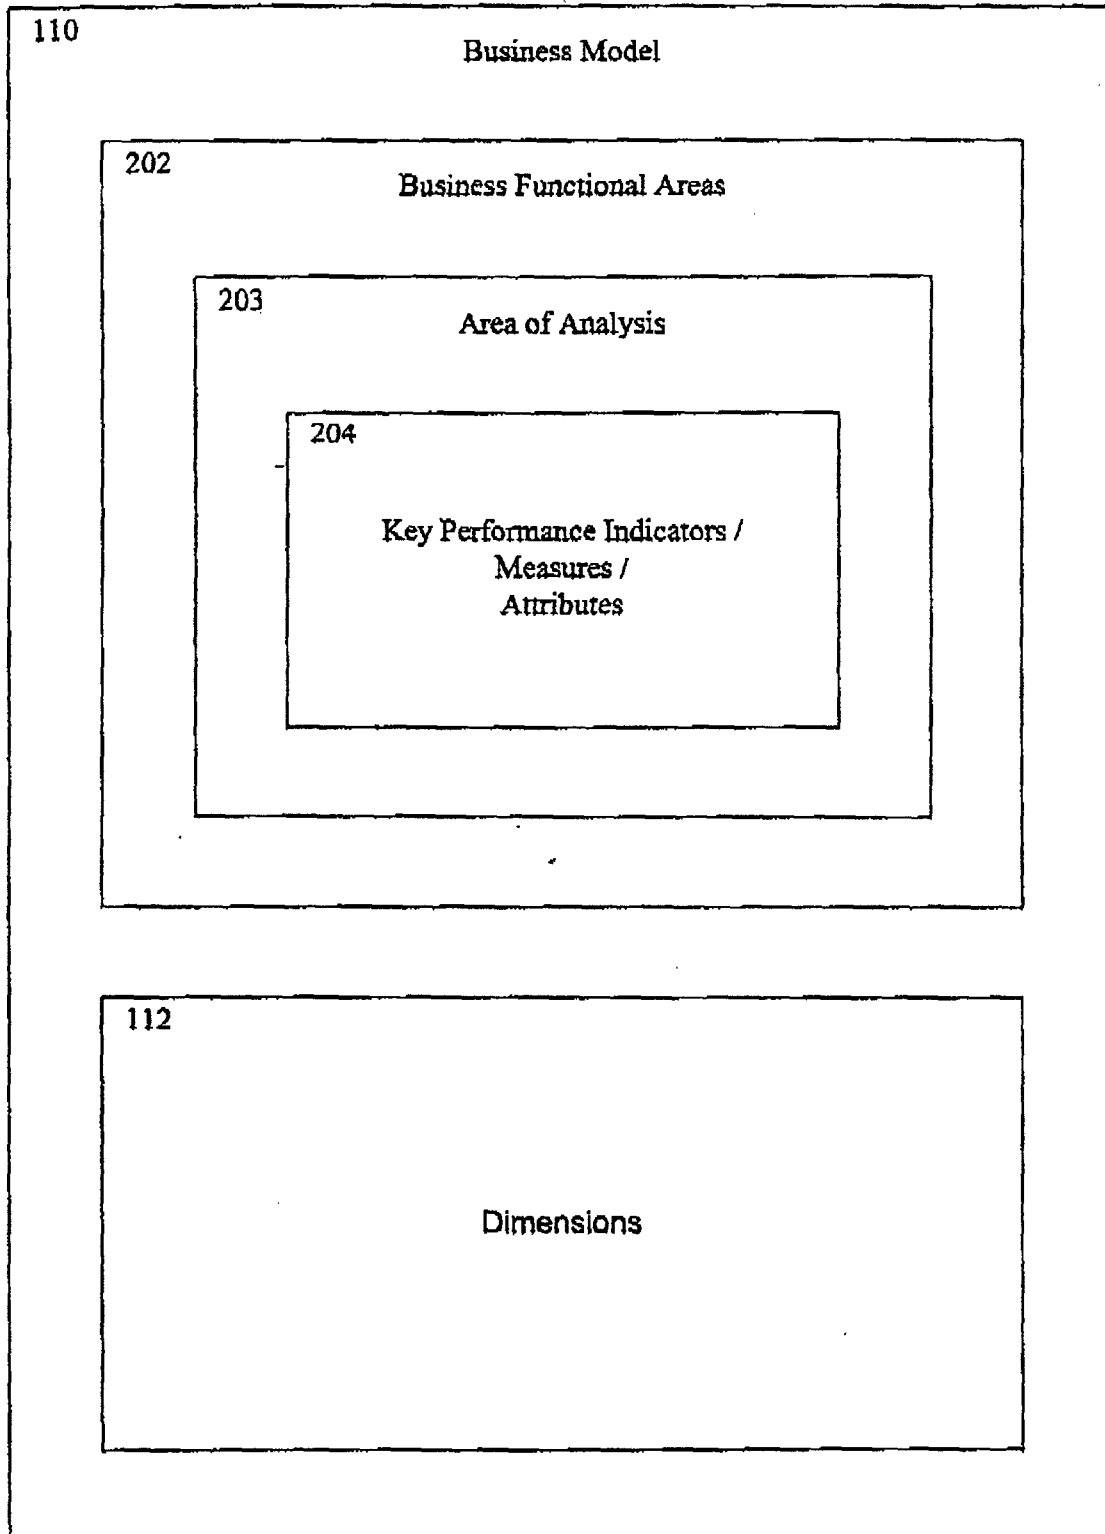 110
Business Model
202
Business Functional Areas
203
Area of Analysis
204
Key Performance Indicators /
Measures /
Attributes
112
Dimensions